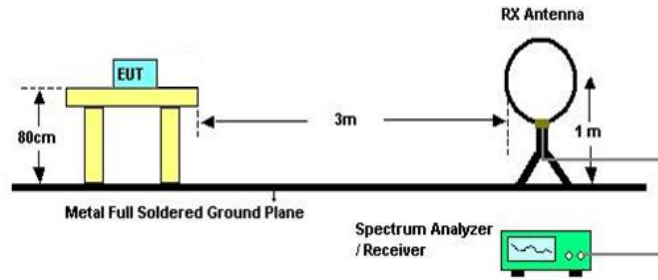 RX Antenna
EUT
3m
1 m
80cm
Metal Full Soldered Ground Plane
Spectrum Analyzer
/ Receiver